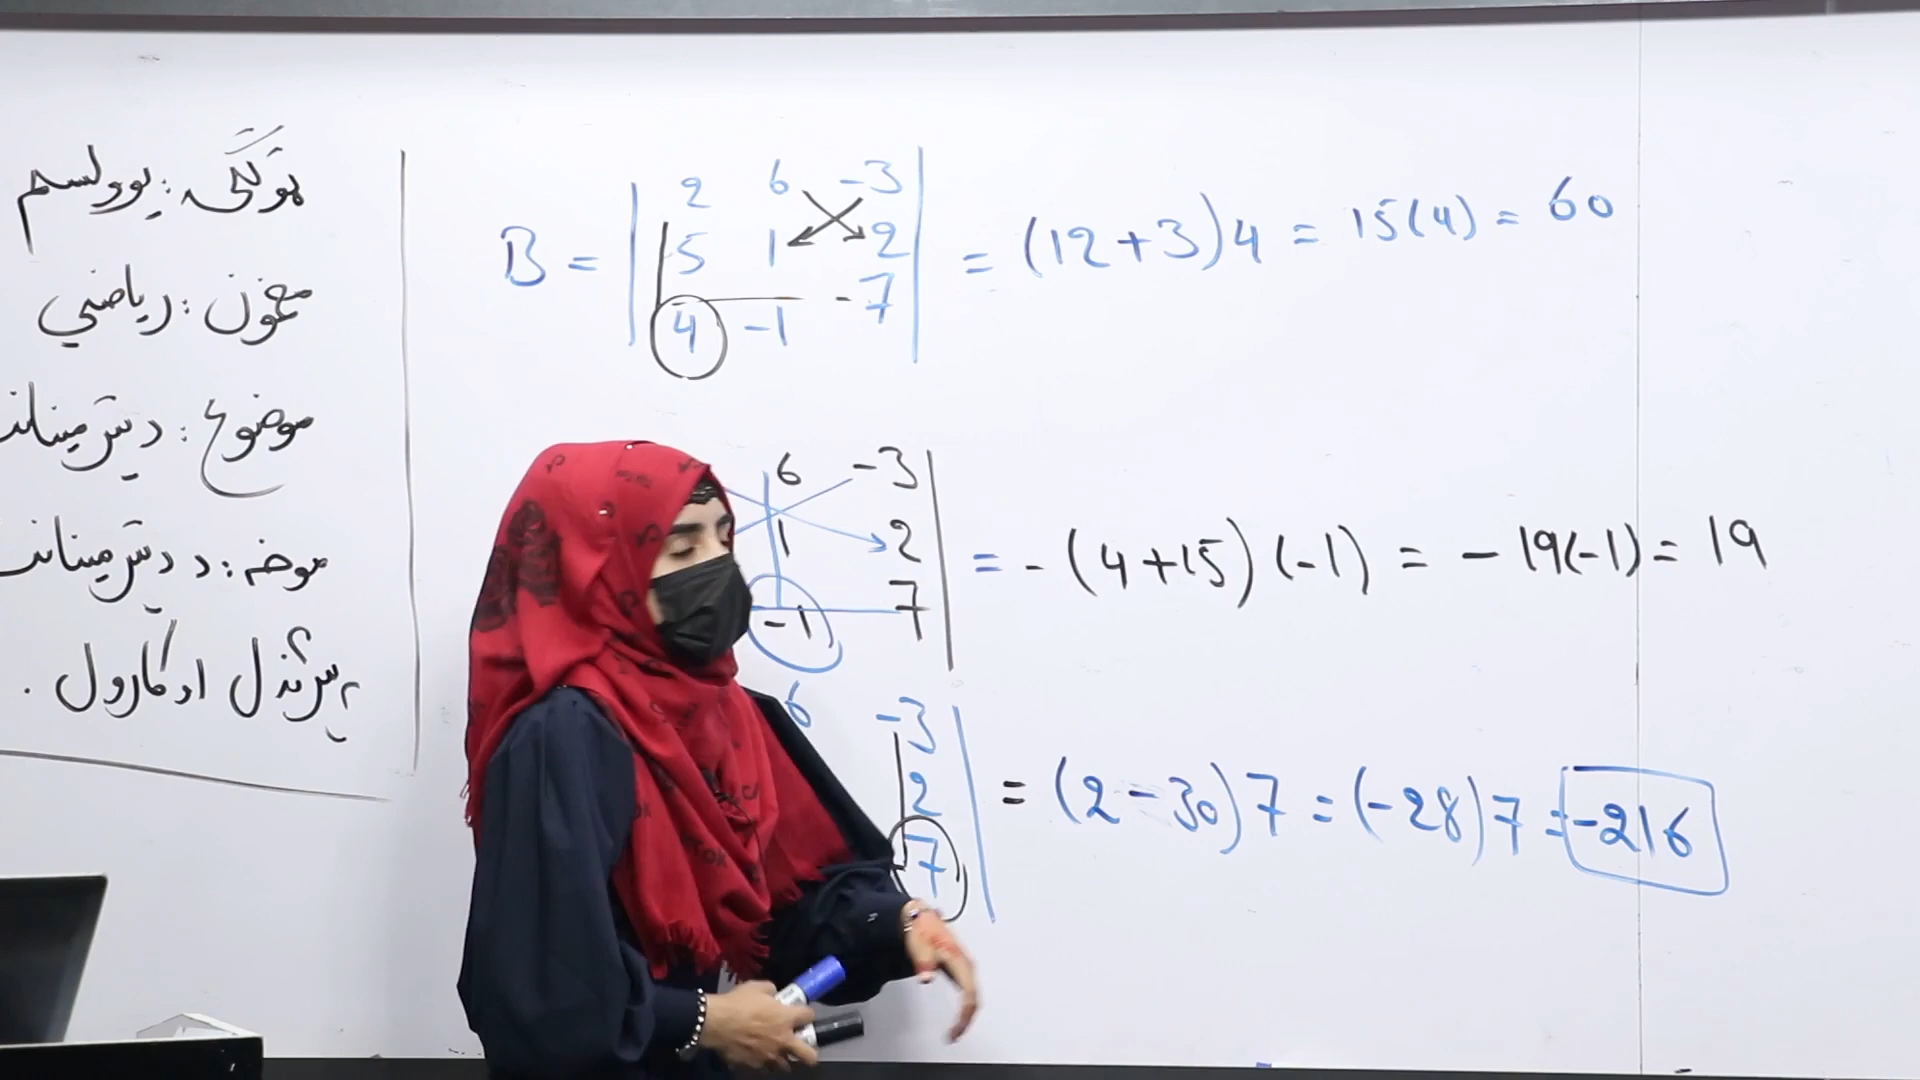 ټولګی: یوولسم
مضمون: ریاضي
موضوع: دیترمینانت
موخه: د دیترمینانت
پېژندل او کارول.
2 6 -3
B = 5 1 2 = (12+3)4 = 15(4) = 60
4 -1 -7
6 -3
1 2 = -(4+15)(-1) = -19(-1) = 19
-1 7
6 -3
2 = (2-30)7 = (-28)7 = -216
7